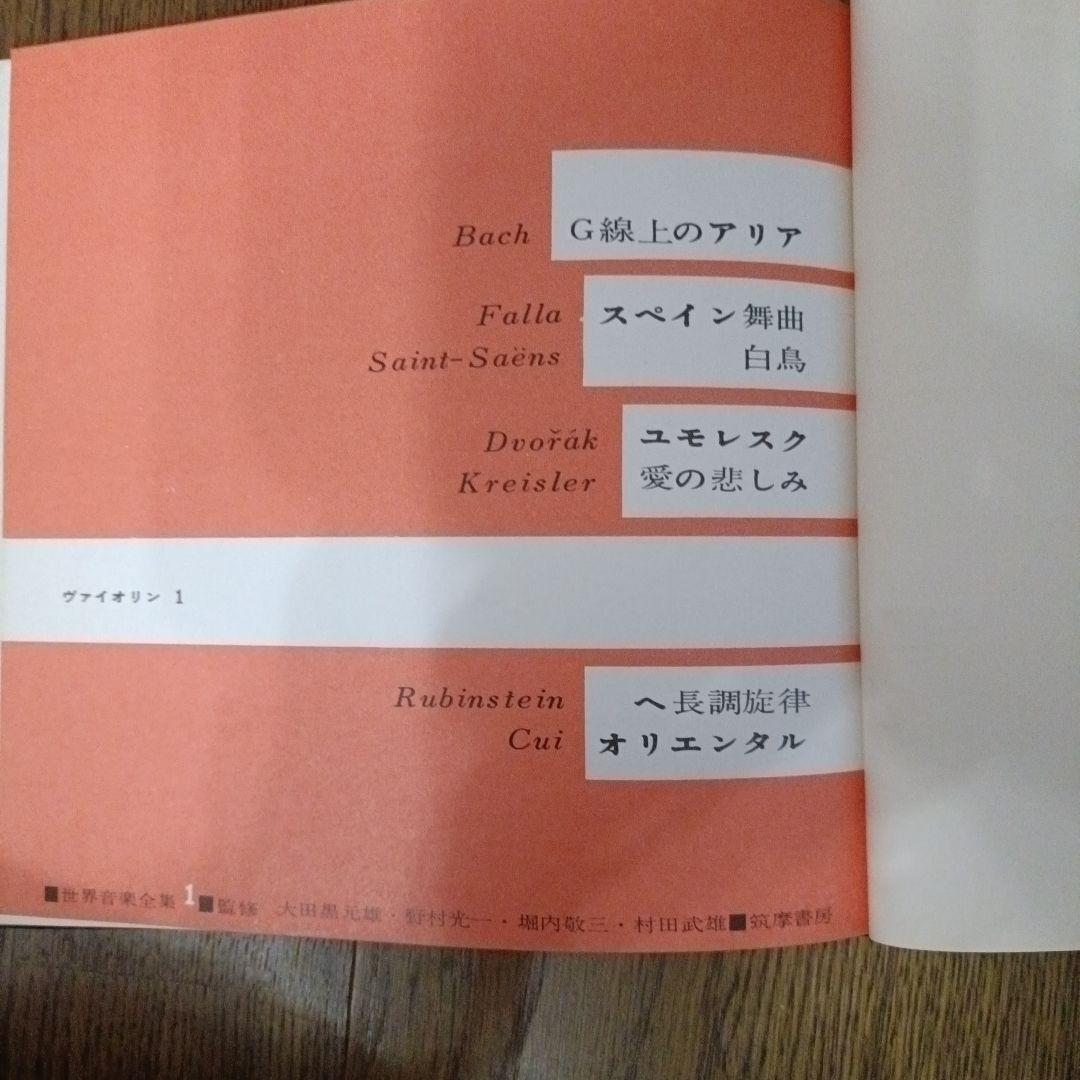 Bach G線上のアリア
Falla スペイン舞曲
Saint-Saëns 白鳥
Dvořák ユモレスク
Kreisler 愛の悲しみ
ヴァイオリン 1
Rubinstein ヘ長調旋律
Cui オリエンタル
■世界音楽全集1■監修 大田黒元雄・野村光一・堀内敬三・村田武雄■筑摩書房